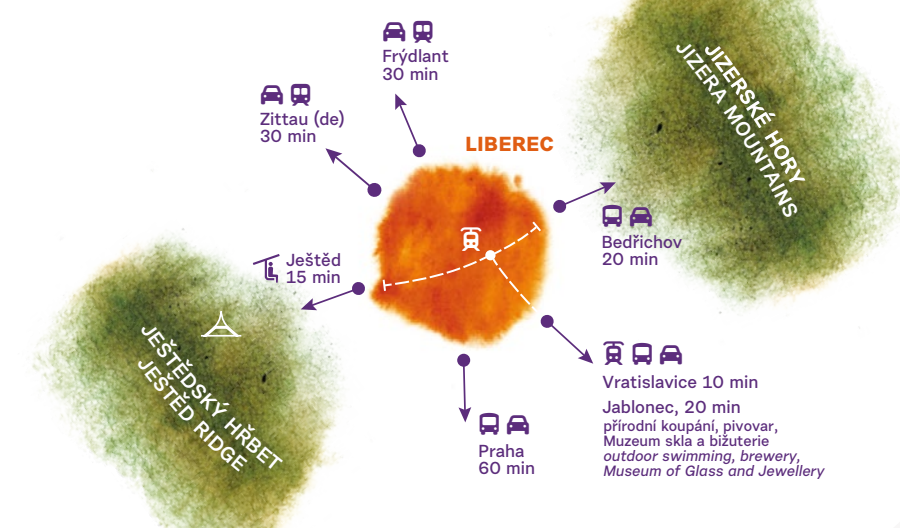 Frýdlant
30 min
Zittau (de)
30 min
LIBEREC
JIZERSKÉ HORY
JIZERA MOUNTAINS
Bedřichov
20 min
Ještěd
15 min
JEŠTĚDSKÝ HŘBET
JEŠTĚD RIDGE
Vratislavice 10 min
Jablonec, 20 min
přírodní koupání, pivovar,
Muzeum skla a bižuterie
outdoor swimming, brewery,
Museum of Glass and Jewellery
Praha
60 min